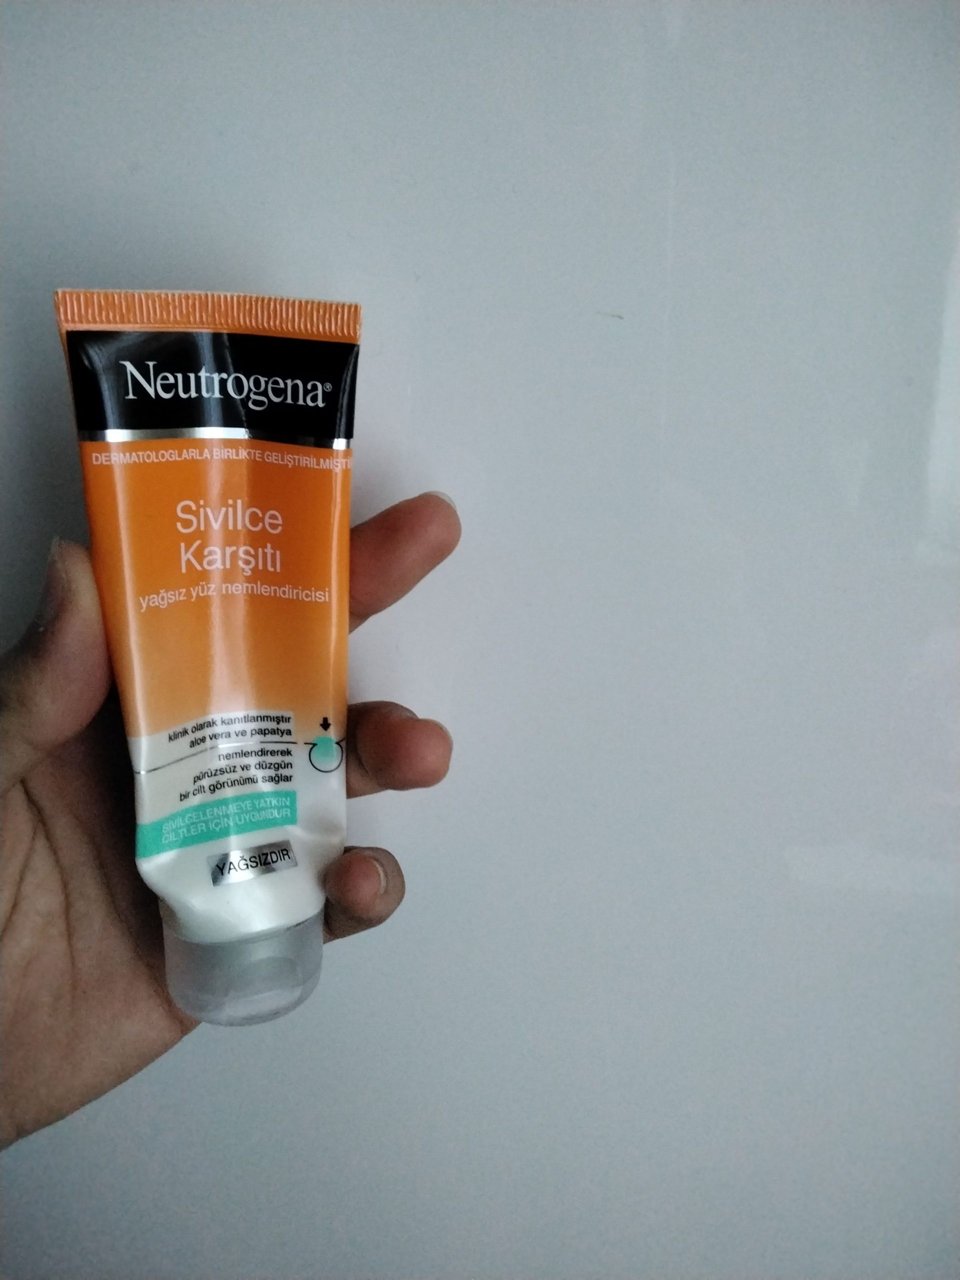 Neutrogena®
DERMATOLOGLARLA BİRLİKTE GELİŞTİRİLMİŞTİR
Sivilce
Karşıtı
yağsız yüz nemlendiricisi
klinik olarak kanıtlanmıştır
aloe vera ve papatya
nemlendirerek
pürüzsüz ve düzgün
bir cilt görünümü sağlar
SİVİLCELENMEYE YATKIN
CİLTLER İÇİN UYGUNDUR
YAĞSIZDIR